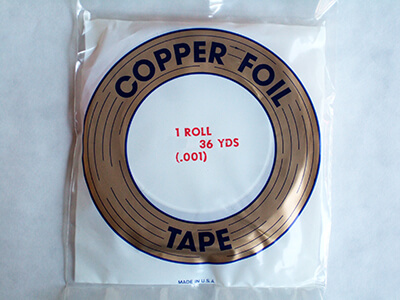 COPPER FOIL
1 ROLL
36 YDS
(.001)
TAPE
MADE IN U.S.A